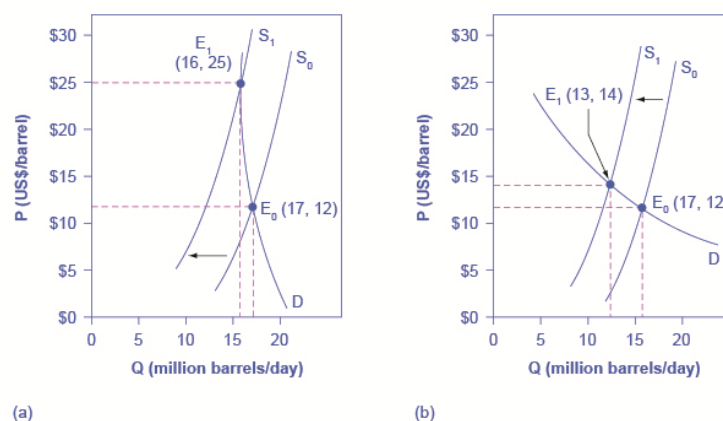 $30
$25
$20
$15
$10
$5
$0
P (US$/barrel)
E1
(16, 25)
S1
S0
E0 (17, 12)
D
0 5 10 15 20
Q (million barrels/day)
(a)
$30
$25
$20
$15
$10
$5
$0
P (US$/barrel)
S1
S0
E1 (13, 14)
E0 (17, 12
D
0 5 10 15 20
Q (million barrels/day)
(b)